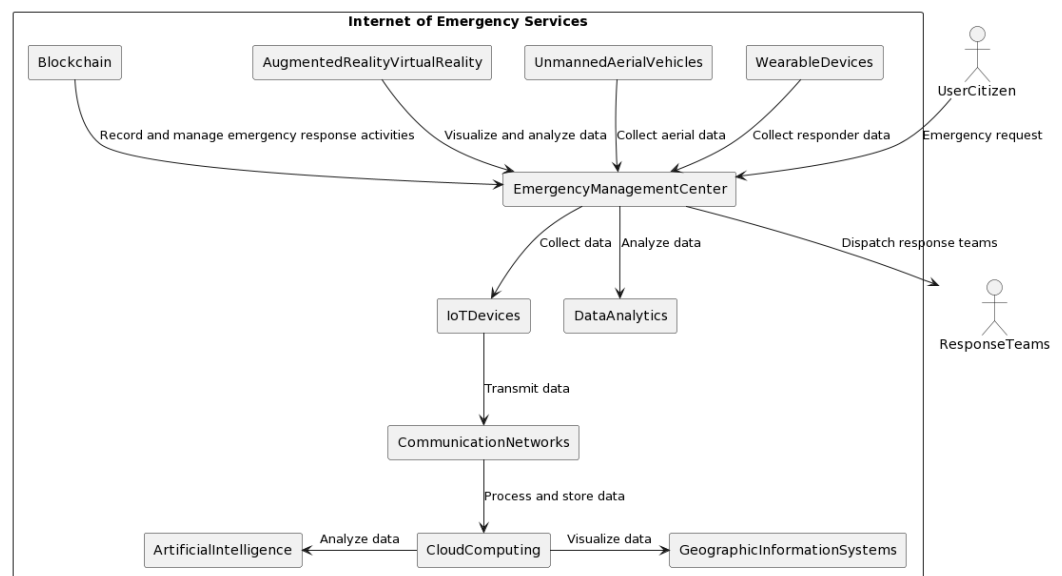 Internet of Emergency Services
Blockchain
AugmentedRealityVirtualReality
UnmannedAerialVehicles
WearableDevices
UserCitizen
Record and manage emergency response activities
Visualize and analyze data
Collect aerial data
Collect responder data
Emergency request
EmergencyManagementCenter
Collect data
Analyze data
Dispatch response teams
IoTDevices
DataAnalytics
ResponseTeams
Transmit data
CommunicationNetworks
Process and store data
ArtificialIntelligence
Analyze data
CloudComputing
Visualize data
GeographicInformationSystems